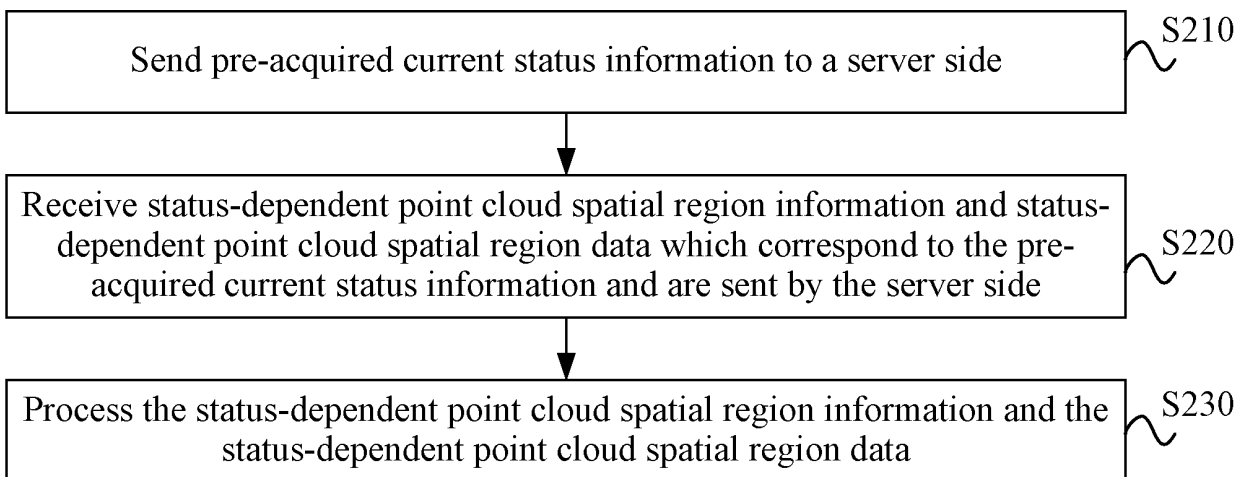 Send pre-acquired current status information to a server side
S210
Receive status-dependent point cloud spatial region information and status-
dependent point cloud spatial region data which correspond to the pre-
acquired current status information and are sent by the server side
S220
Process the status-dependent point cloud spatial region information and the
status-dependent point cloud spatial region data
S230